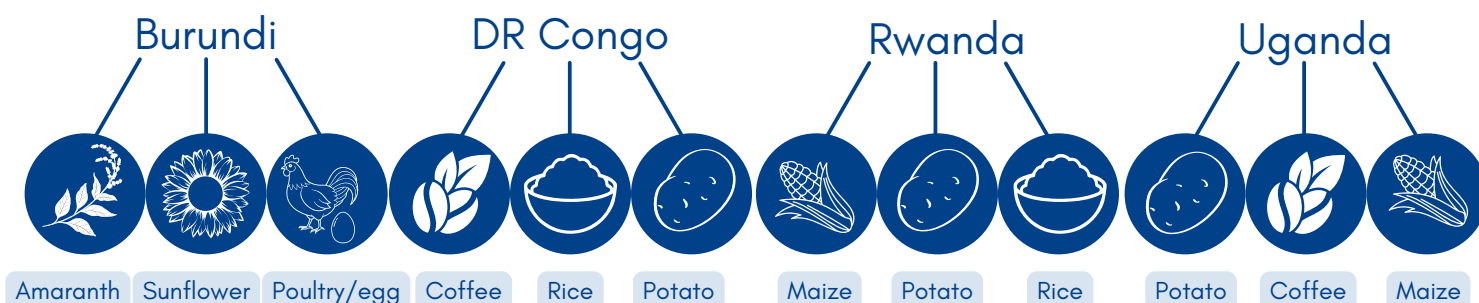 Burundi DR Congo Rwanda Uganda
Amaranth Sunflower Poultry/egg Coffee Rice Potato Maize Potato Rice Potato Coffee Maize